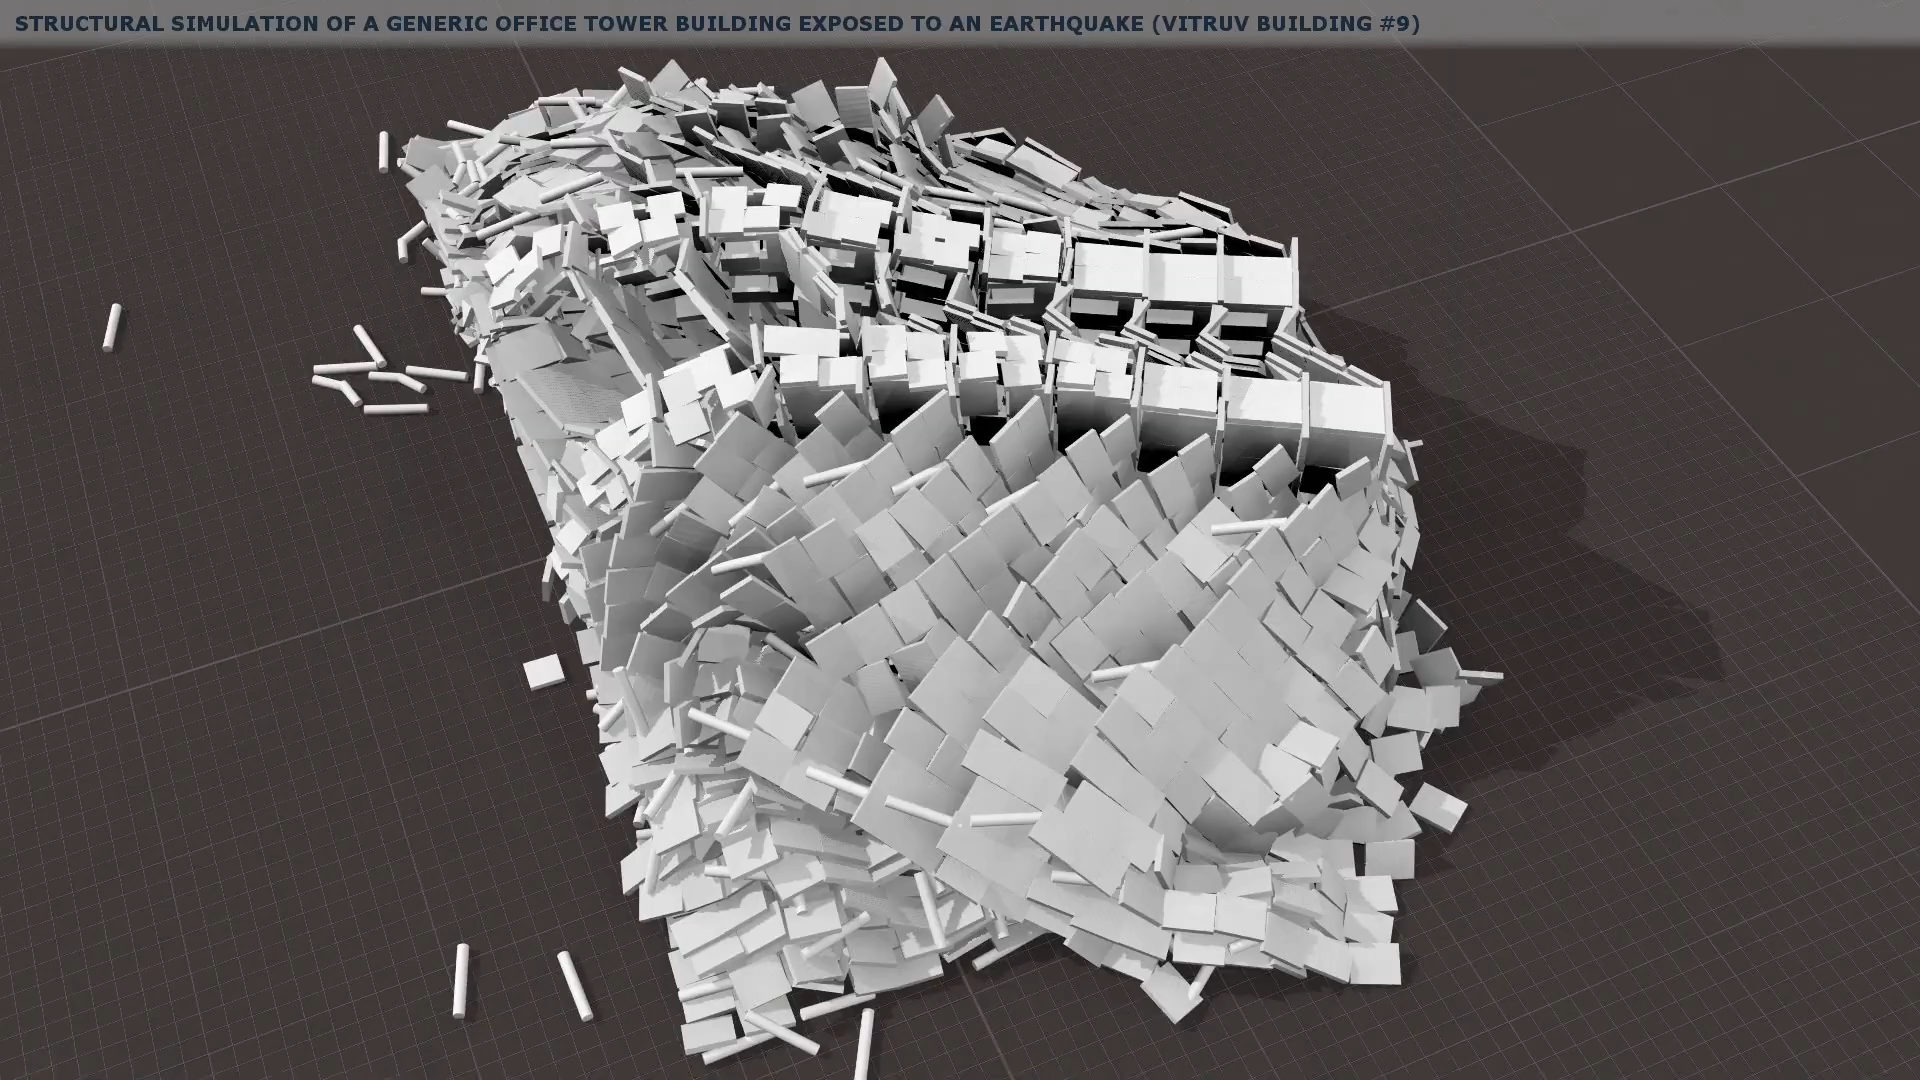 STRUCTURAL SIMULATION OF A GENERIC OFFICE TOWER BUILDING EXPOSED TO AN EARTHQUAKE (VITRUV BUILDING #9)